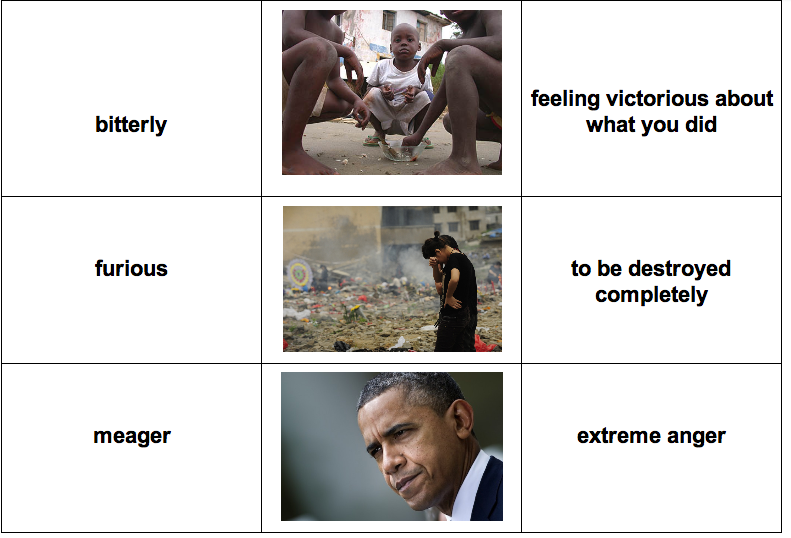 bitterly
feeling victorious about
what you did
furious
to be destroyed
completely
meager
extreme anger